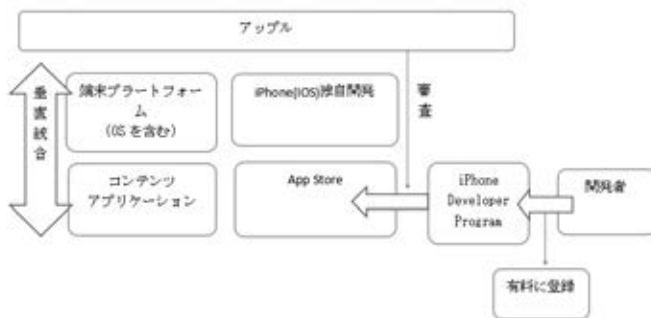 アップル
垂
直
統
合
端末プラートフォー
ム
(OSを含む)
iPhone(IOS)独自開発
審
査
コンテンツ
アプリケーション
App Store
iPhone
Developer
Program
開発者
有料に登録